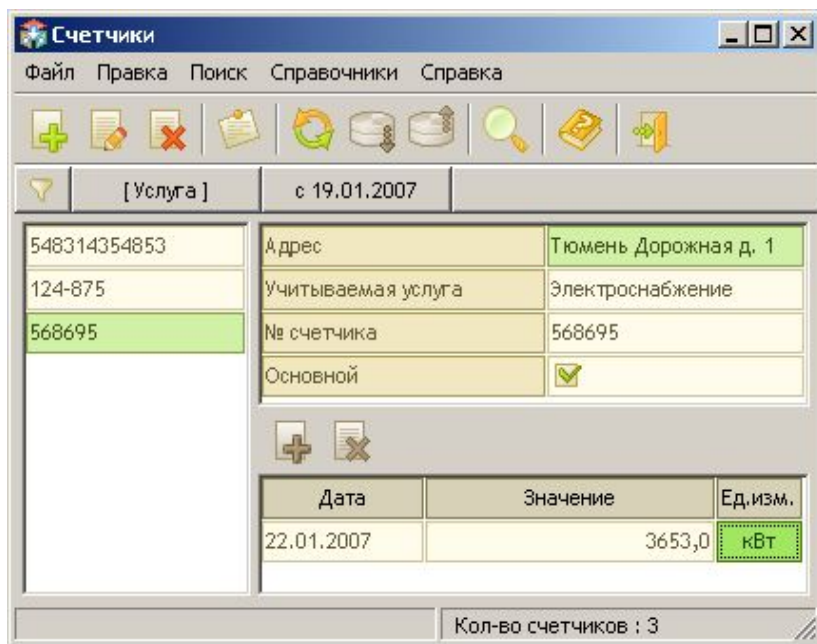 Счетчики
Файл Правка Поиск Справочники Справка
[ Услуга ] с 19.01.2007
548314354853
124-875
568695
Адрес Тюмень Дорожная д. 1
Учитываемая услуга Электроснабжение
№ счетчика 568695
Основной
Дата Значение Ед.изм.
22.01.2007 3653,0 кВт
Кол-во счетчиков : 3